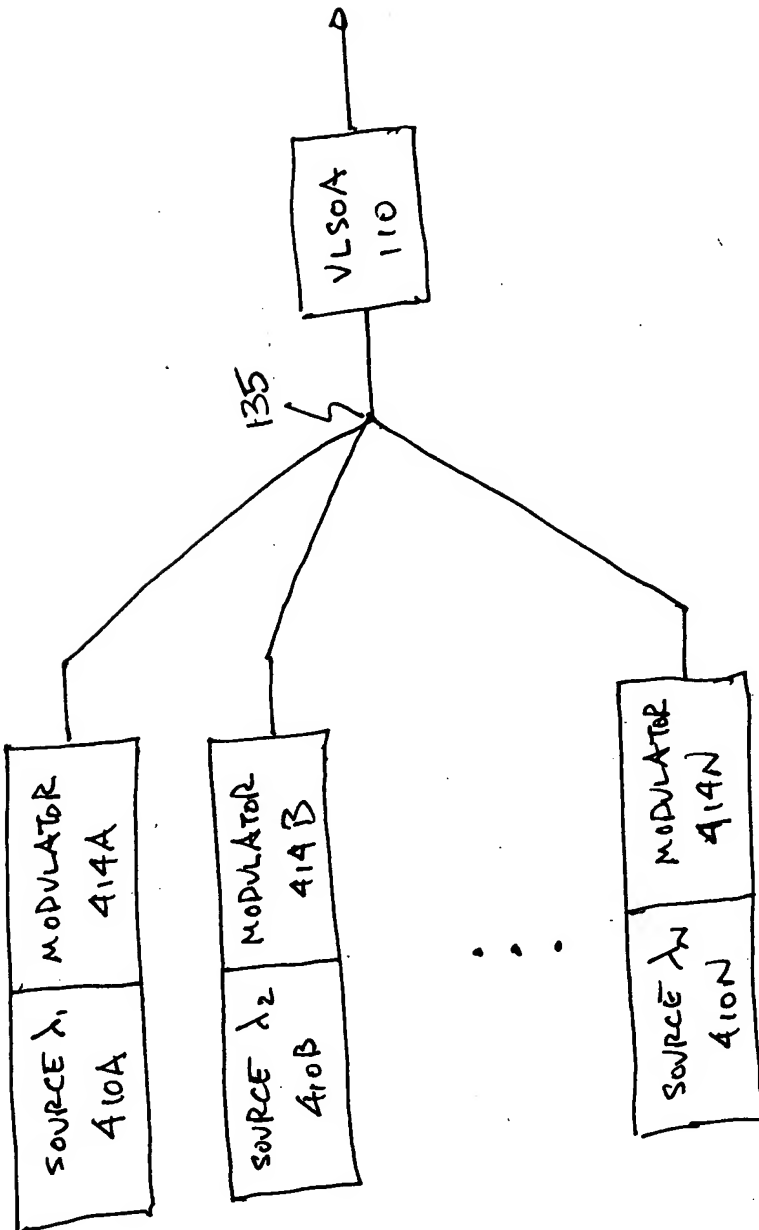 SOURCE λ1
410A
MODULATOR
414A
SOURCE λ2
410B
MODULATOR
414B
SOURCE λN
410N
MODULATOR
414N
135
VLSOA
110